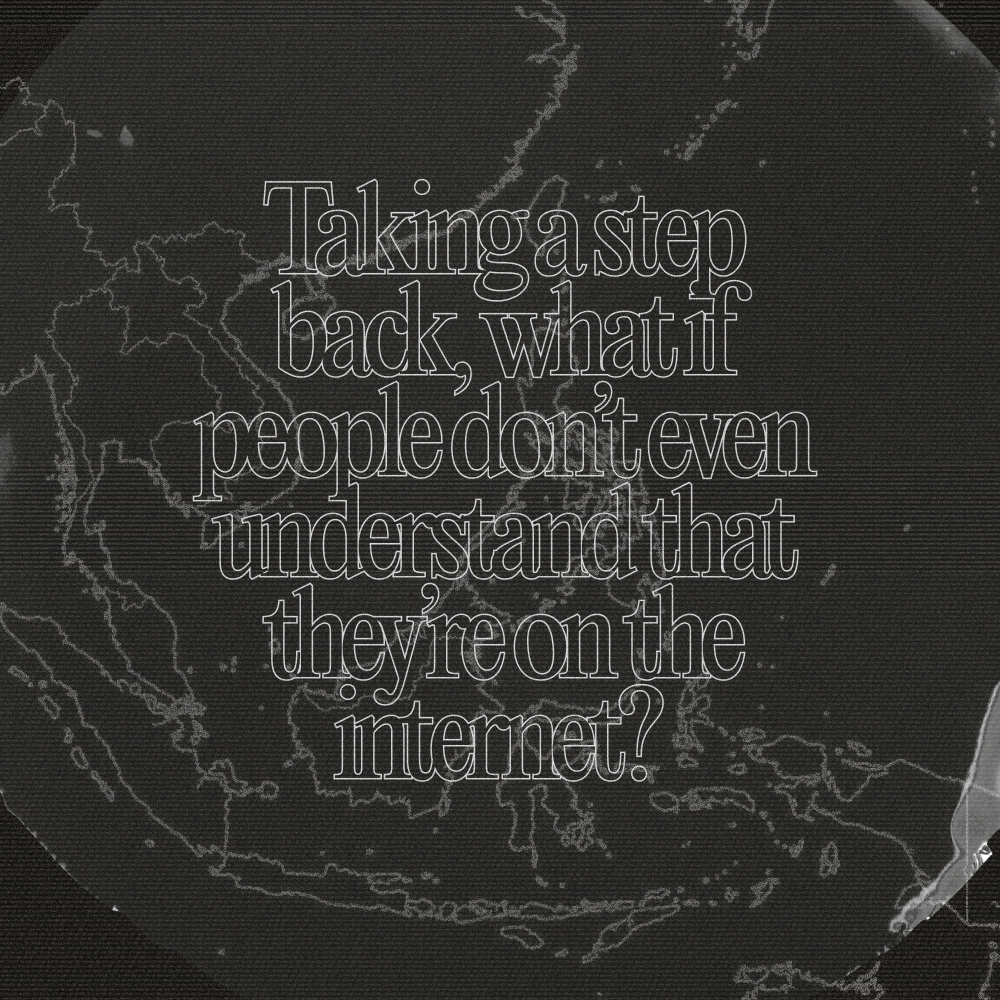 Taking a step
back, what if
people don’t even
understand that
they’re on the
internet?